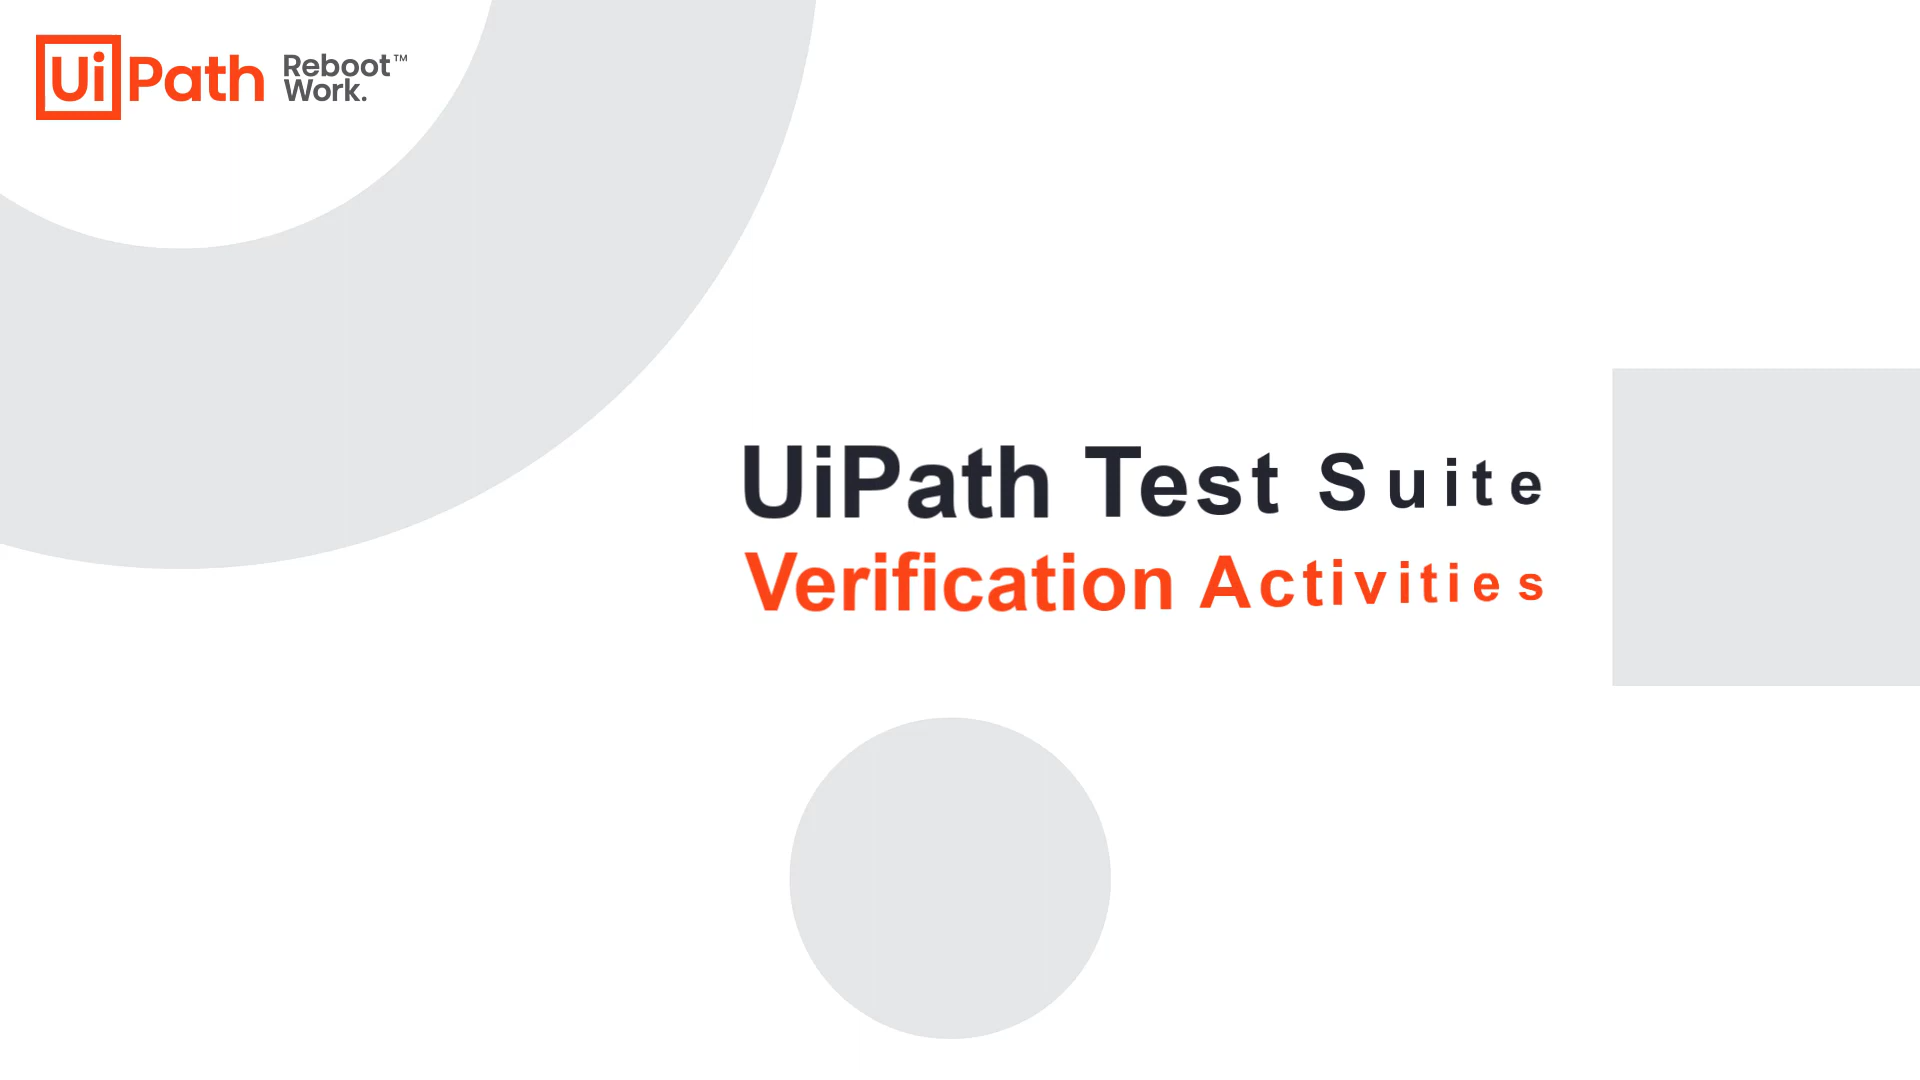 UiPath Reboot™
Work.
UiPath Test Suite
Verification Activities